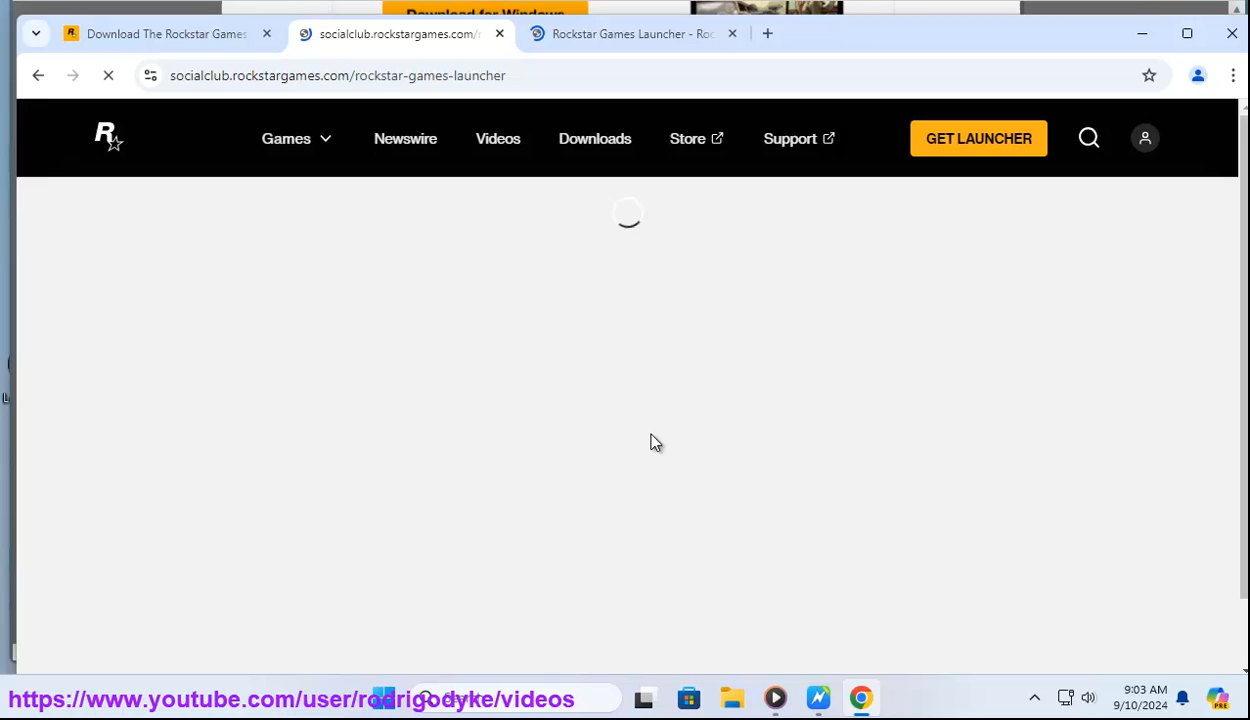 Download for Windows
Download The Rockstar Games
socialclub.rockstargames.com/r
Rockstar Games Launcher - Roc
socialclub.rockstargames.com/rockstar-games-launcher
R
Games
Newswire
Videos
Downloads
Store
Support
GET LAUNCHER
https://www.youtube.com/user/rodrigodyke/videos
9:03 AM
9/10/2024
PRE